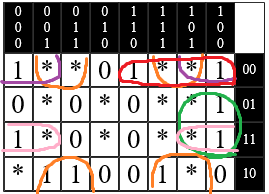 0 0 0 0 1 1 1 1
0 0 1 1 1 1 0 0
0 1 1 0 0 1 1 0
1 * * 0 1 * * 1 00
0 * 0 * 0 * * 1 01
1 * 0 * 0 * * 1 11
* 1 1 0 0 1 * 0 10